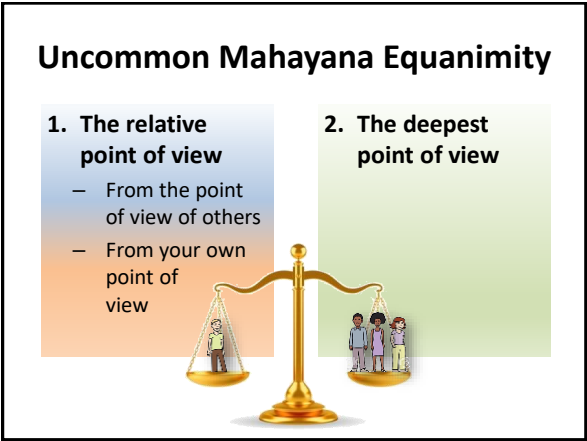 Uncommon Mahayana Equanimity
1. The relative
point of view
– From the point
of view of others
– From your own
point of
view
2. The deepest
point of view